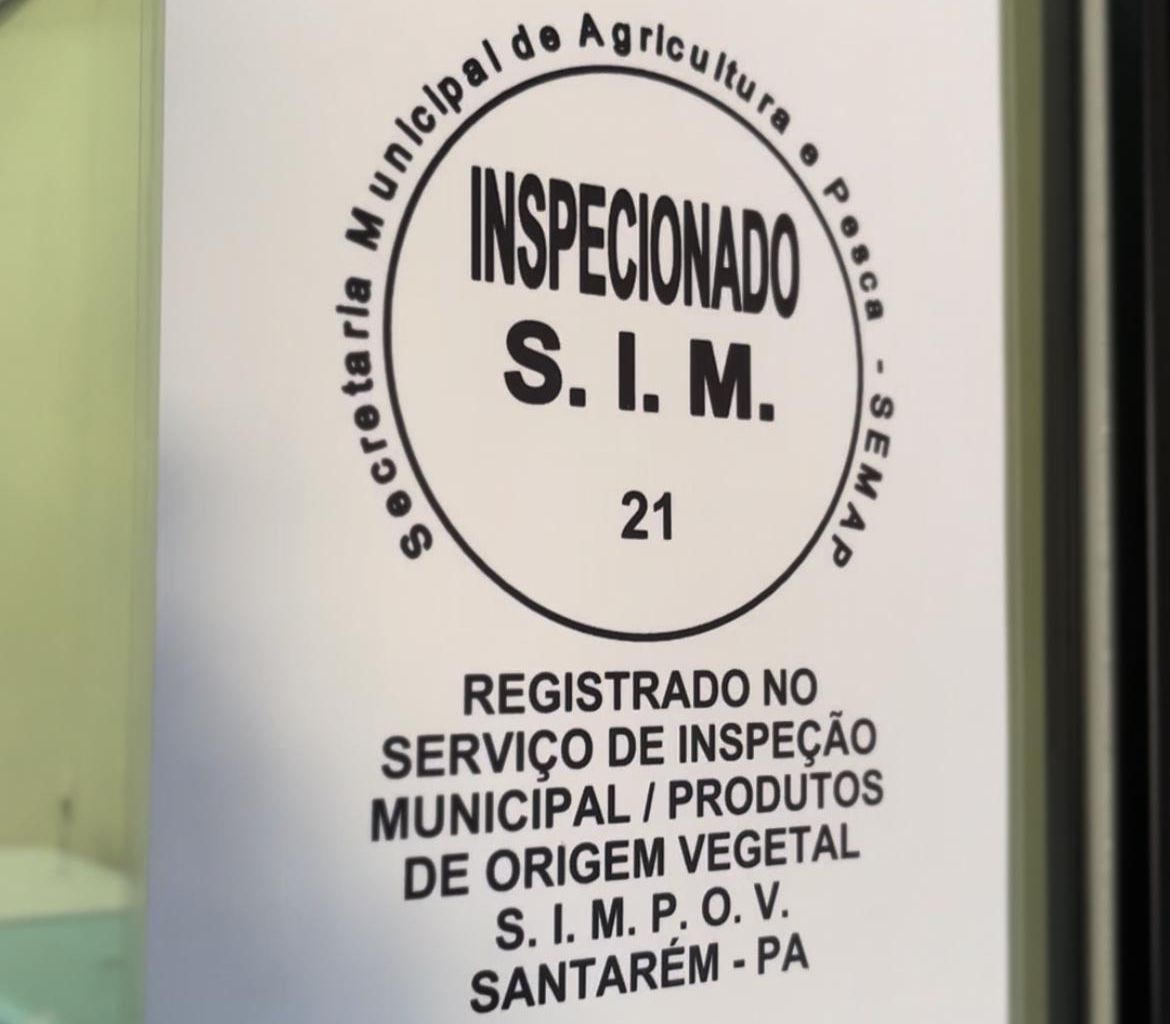 Secretaria Municipal de Agricultura e Pesca - SEMAP
INSPECIONADO
S. I. M.
21
REGISTRADO NO
SERVIÇO DE INSPEÇÃO
MUNICIPAL / PRODUTOS
DE ORIGEM VEGETAL
S. I. M. P. O. V.
SANTARÉM - PA